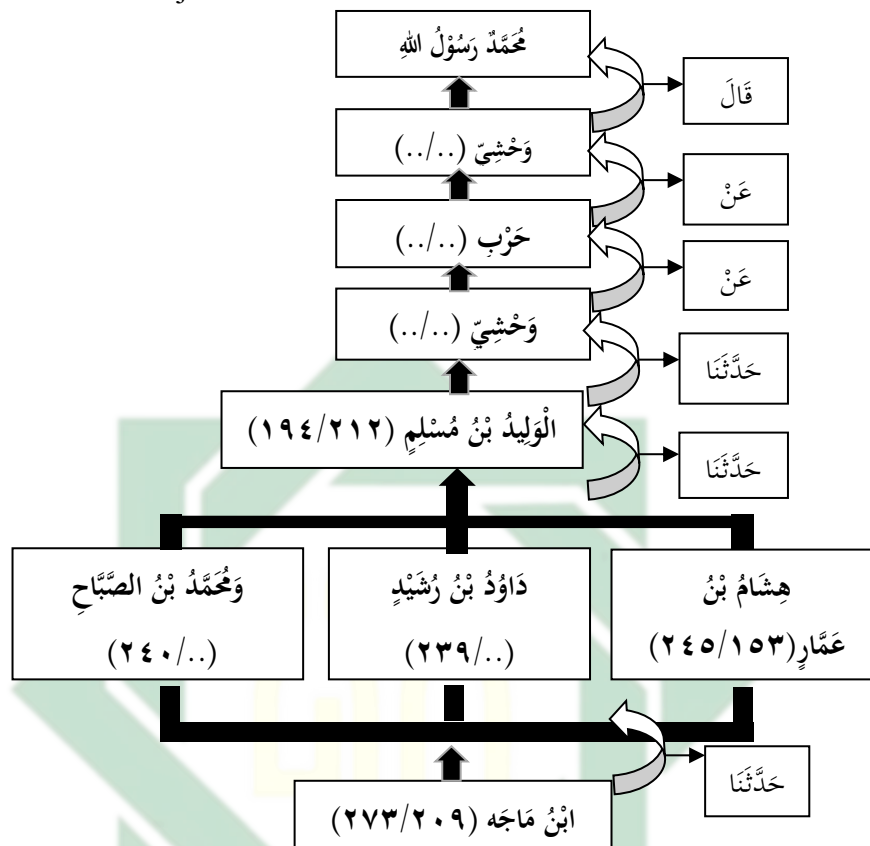 مُحَمَّدٌ رَسُوْلُ اللهِ
قَالَ
وَحْشِيّ (../..)
عَنْ
حَرْبِ (../..)
عَنْ
وَحْشِيّ (../..)
حَدَّثَنَا
الْوَلِيدُ بْنُ مُسْلِمٍ (١٩٤/٢١٢)
حَدَّثَنَا
هِشَامُ بْنُ
عَمَّارٍ(٢٤٥/١٥٣)
دَاوُدُ بْنُ رُشَيْدٍ
(٢٣٩/..)
وَمُحَمَّدُ بْنُ الصَّبَّاحِ
(٢٤٠/..)
حَدَّثَنَا
ابْنُ مَاجَه (٢٧٣/٢٠٩)